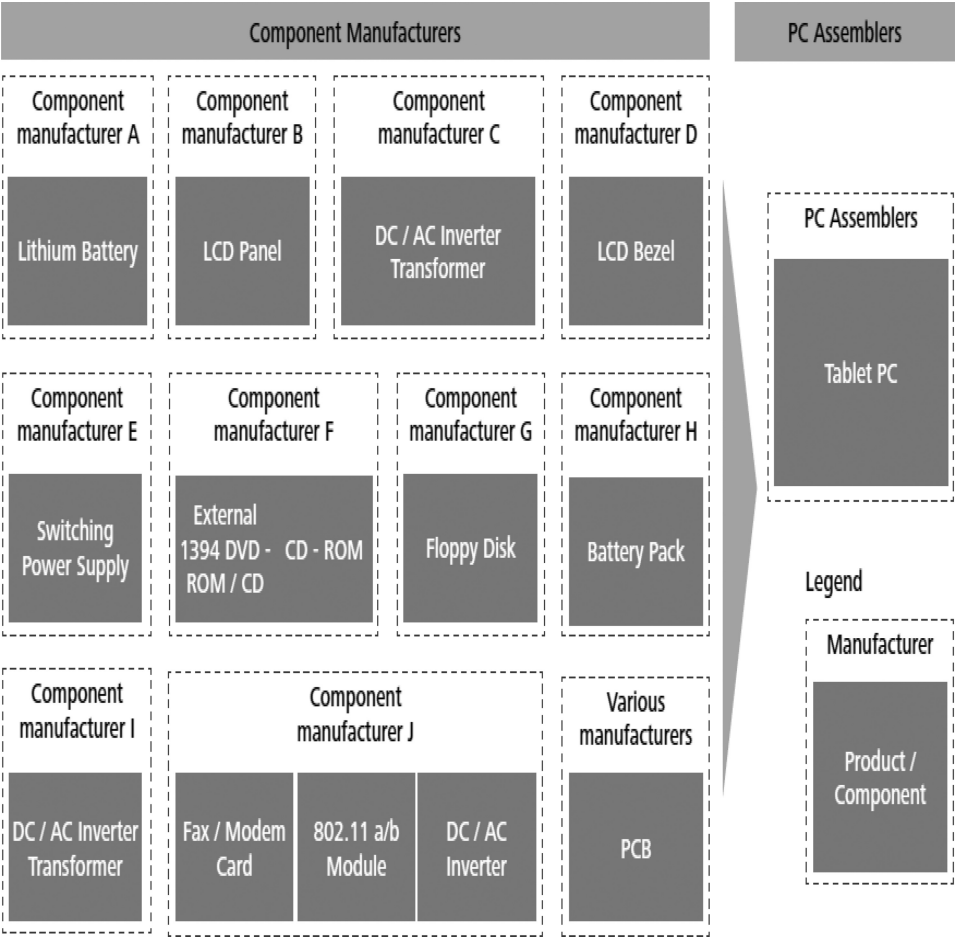 Component Manufacturers
PC Assemblers
Component
manufacturer A
Lithium Battery
Component
manufacturer B
LCD Panel
Component
manufacturer C
DC / AC Inverter
Transformer
Component
manufacturer D
LCD Bezel
PC Assemblers
Tablet PC
Component
manufacturer E
Switching
Power Supply
Component
manufacturer F
External
1394 DVD - CD - ROM
ROM / CD
Component
manufacturer G
Floppy Disk
Component
manufacturer H
Battery Pack
Component
manufacturer I
DC / AC Inverter
Transformer
Component
manufacturer J
Fax / Modem
Card
802.11 a/b
Module
DC / AC
Inverter
Various
manufacturers
PCB
Legend
Manufacturer
Product /
Component